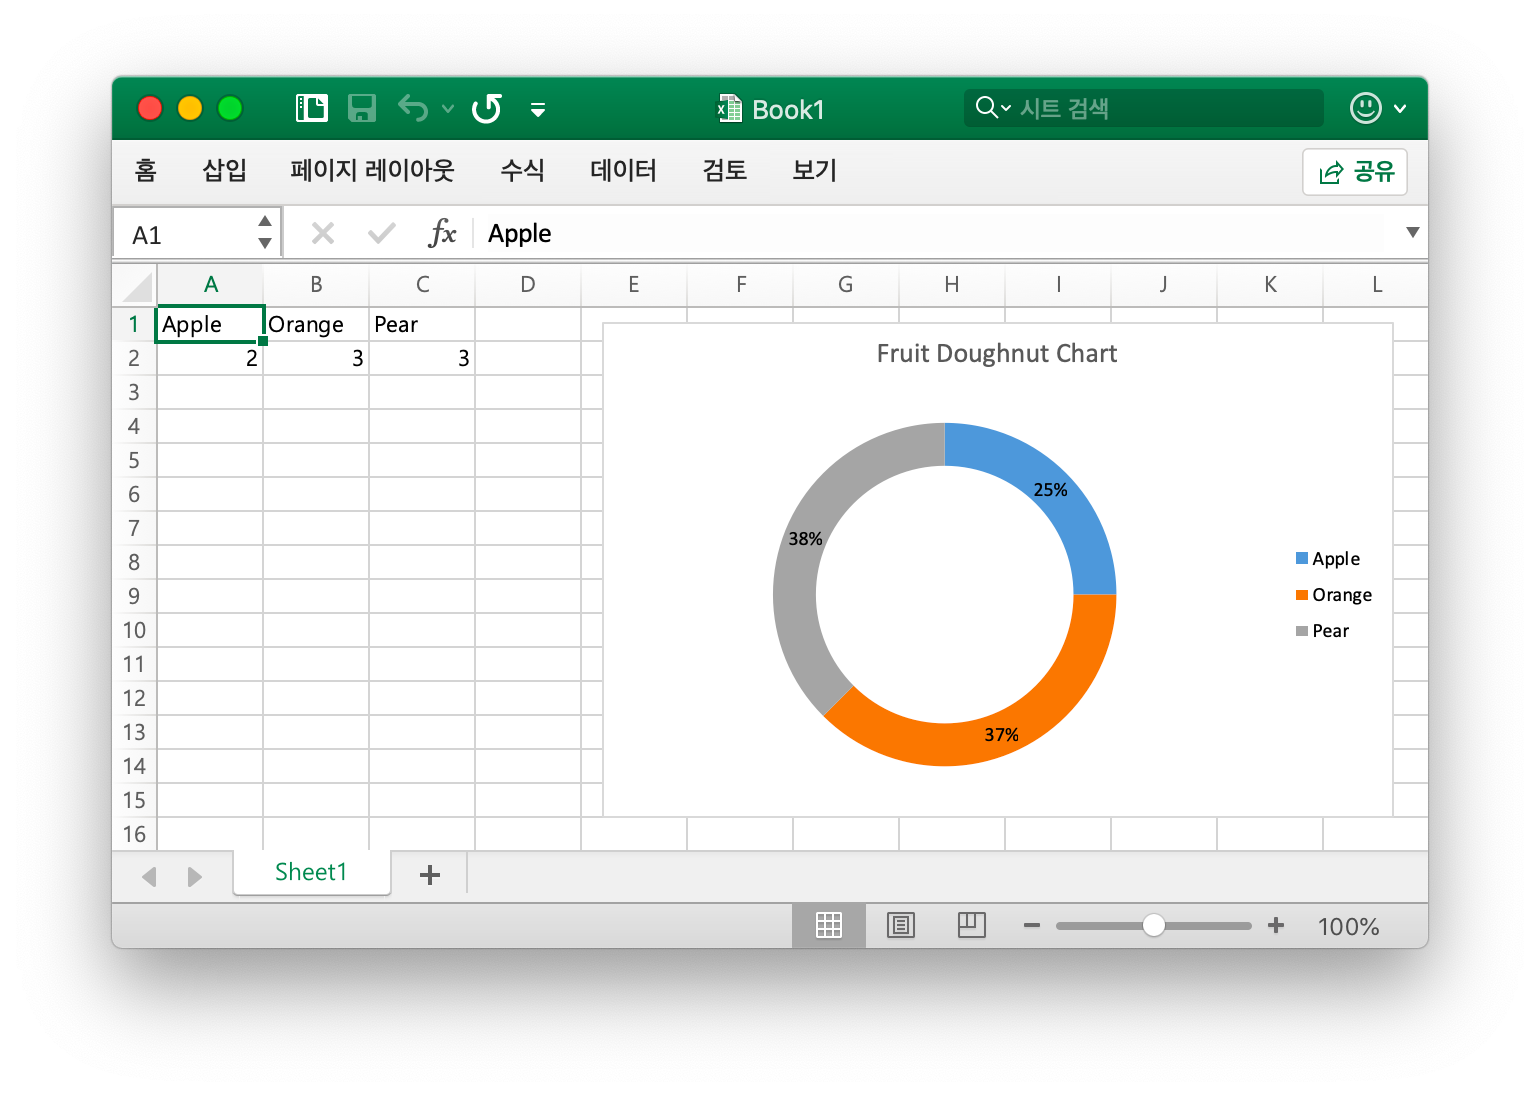 Book1
시트 검색
홈 삽입 페이지 레이아웃 수식 데이터 검토 보기 공유
A1 fx Apple
A B C D E F G H I J K L
1 Apple Orange Pear
2 2 3 3
3
4
5
6
7
8
9
10
11
12
13
14
15
16
Fruit Doughnut Chart
25%
38%
37%
Apple
Orange
Pear
Sheet1
100%